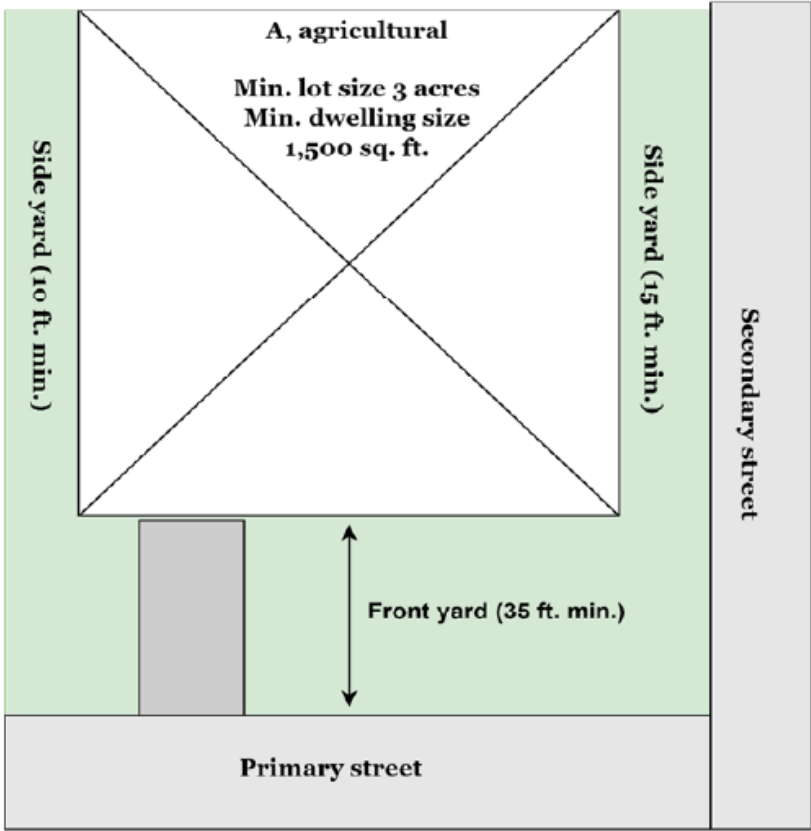 A, agricultural
Min. lot size 3 acres
Min. dwelling size
1,500 sq. ft.
Side yard (10 ft. min.)
Side yard (15 ft. min.)
Secondary street
Front yard (35 ft. min.)
Primary street